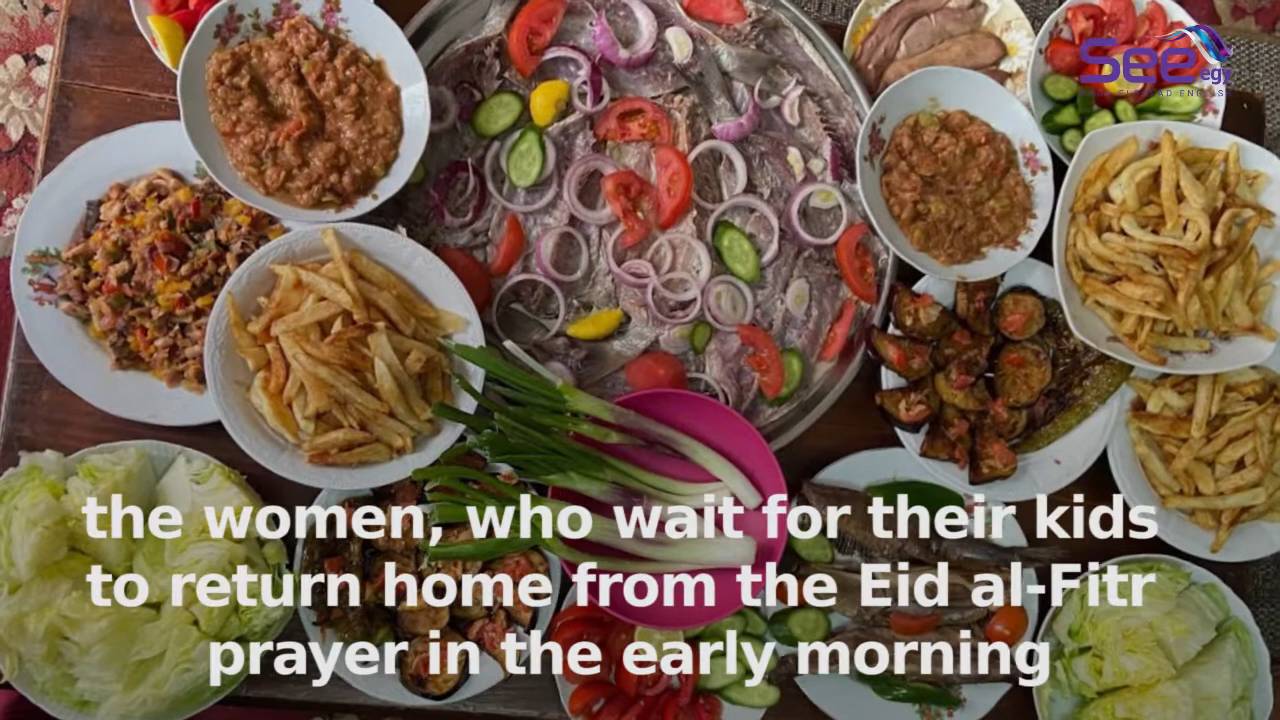 See
egy
the women, who wait for their kids
to return home from the Eid al-Fitr
prayer in the early morning